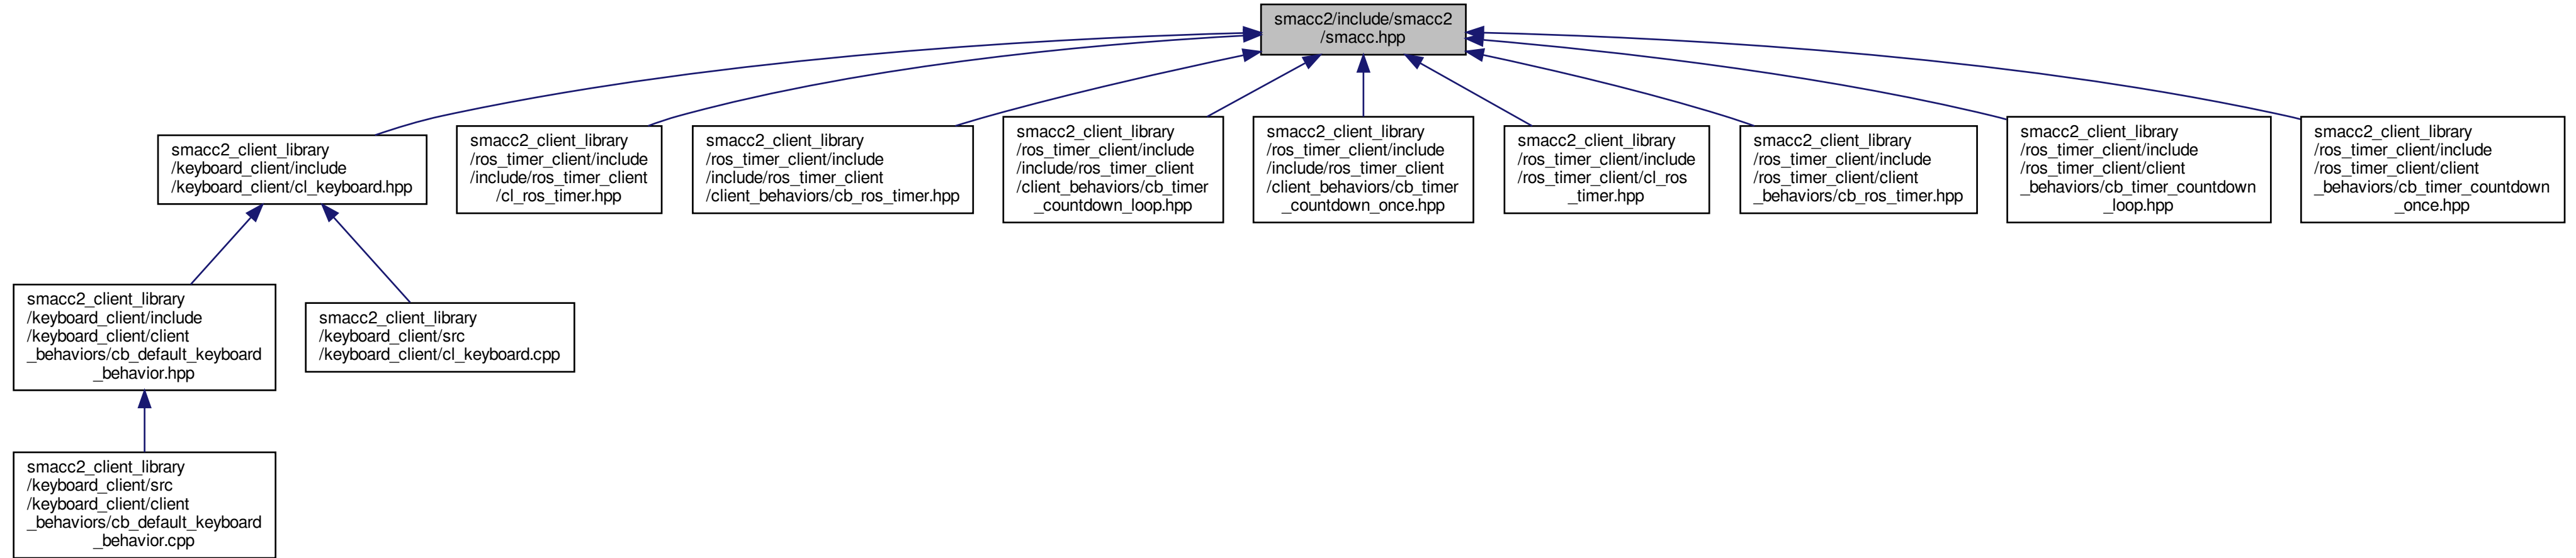 smacc2/include/smacc2
/smacc.hpp
smacc2_client_library
/keyboard_client/include
/keyboard_client/cl_keyboard.hpp
smacc2_client_library
/ros_timer_client/include
/include/ros_timer_client
/cl_ros_timer.hpp
smacc2_client_library
/ros_timer_client/include
/include/ros_timer_client
/client_behaviors/cb_ros_timer.hpp
smacc2_client_library
/ros_timer_client/include
/include/ros_timer_client
/client_behaviors/cb_timer
_countdown_loop.hpp
smacc2_client_library
/ros_timer_client/include
/include/ros_timer_client
/client_behaviors/cb_timer
_countdown_once.hpp
smacc2_client_library
/ros_timer_client/include
/ros_timer_client/cl_ros
_timer.hpp
smacc2_client_library
/ros_timer_client/include
/ros_timer_client/client
_behaviors/cb_ros_timer.hpp
smacc2_client_library
/ros_timer_client/include
/ros_timer_client/client
_behaviors/cb_timer_countdown
_loop.hpp
smacc2_client_library
/ros_timer_client/include
/ros_timer_client/client
_behaviors/cb_timer_countdown
_once.hpp
smacc2_client_library
/keyboard_client/include
/keyboard_client/client
_behaviors/cb_default_keyboard
_behavior.hpp
smacc2_client_library
/keyboard_client/src
/keyboard_client/cl_keyboard.cpp
smacc2_client_library
/keyboard_client/src
/keyboard_client/client
_behaviors/cb_default_keyboard
_behavior.cpp